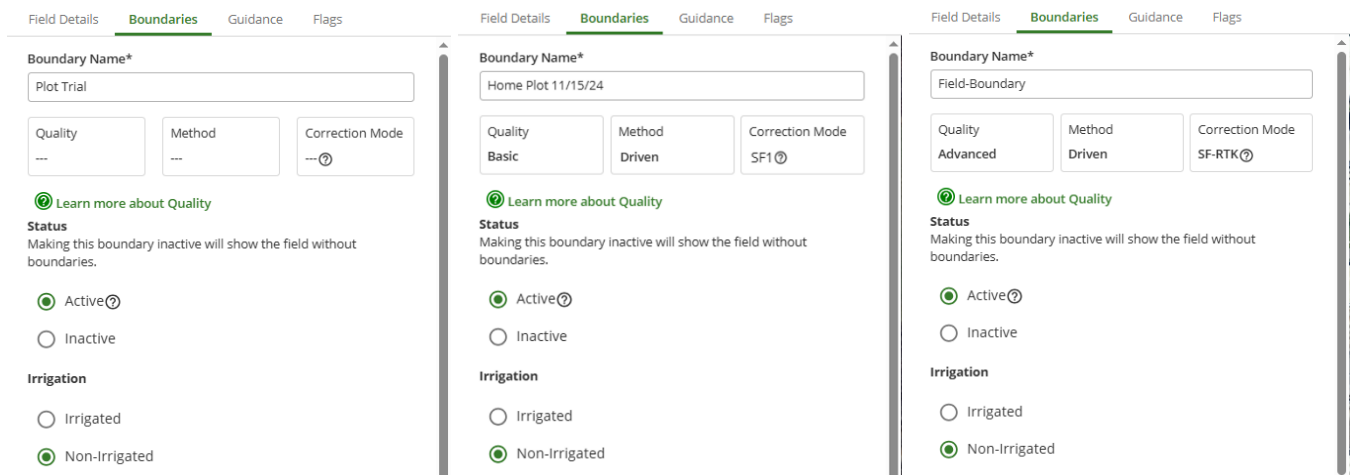 Field Details Boundaries Guidance Flags
Boundary Name*
Plot Trial
Quality Method Correction Mode
--- --- ---
Learn more about Quality
Status
Making this boundary inactive will show the field without
boundaries.
Active
Inactive
Irrigation
Irrigated
Non-Irrigated
Field Details Boundaries Guidance Flags
Boundary Name*
Home Plot 11/15/24
Quality Method Correction Mode
Basic Driven SF1
Learn more about Quality
Status
Making this boundary inactive will show the field without
boundaries.
Active
Inactive
Irrigation
Irrigated
Non-Irrigated
Field Details Boundaries Guidance Flags
Boundary Name*
Field-Boundary
Quality Method Correction Mode
Advanced Driven SF-RTK
Learn more about Quality
Status
Making this boundary inactive will show the field without
boundaries.
Active
Inactive
Irrigation
Irrigated
Non-Irrigated